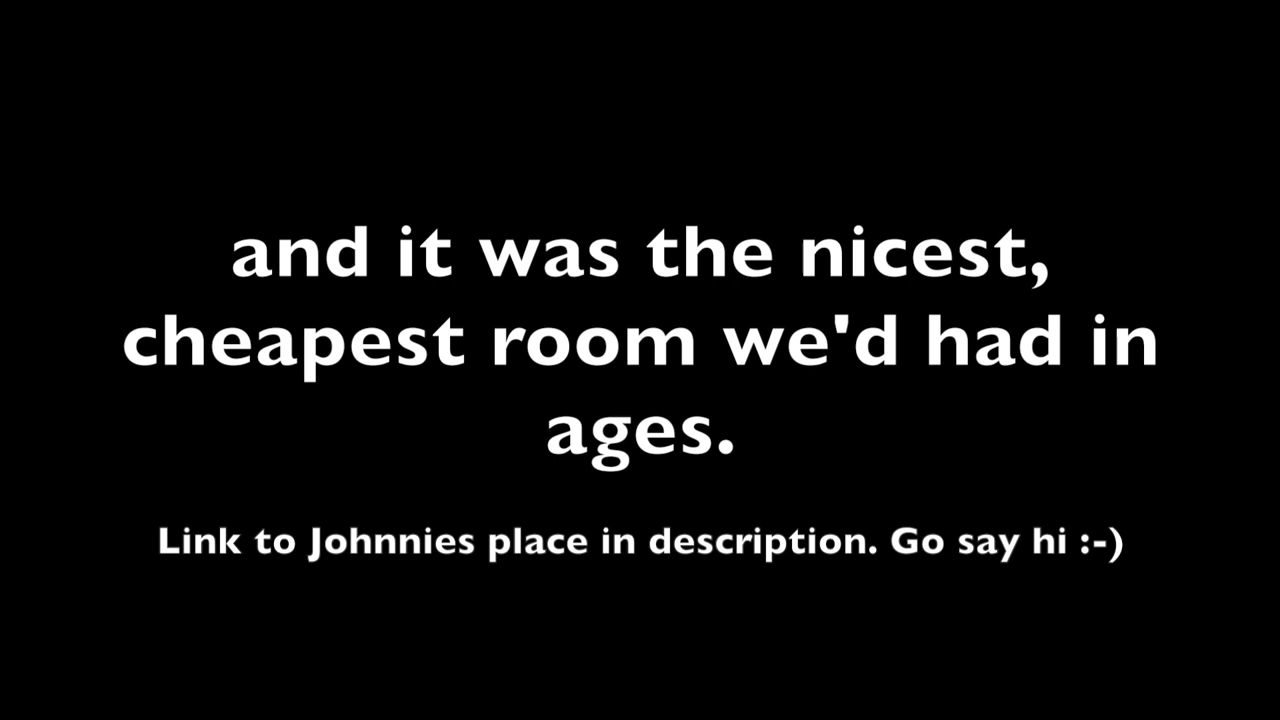 and it was the nicest,
cheapest room we'd had in
ages.
Link to Johnnies place in description. Go say hi :-)